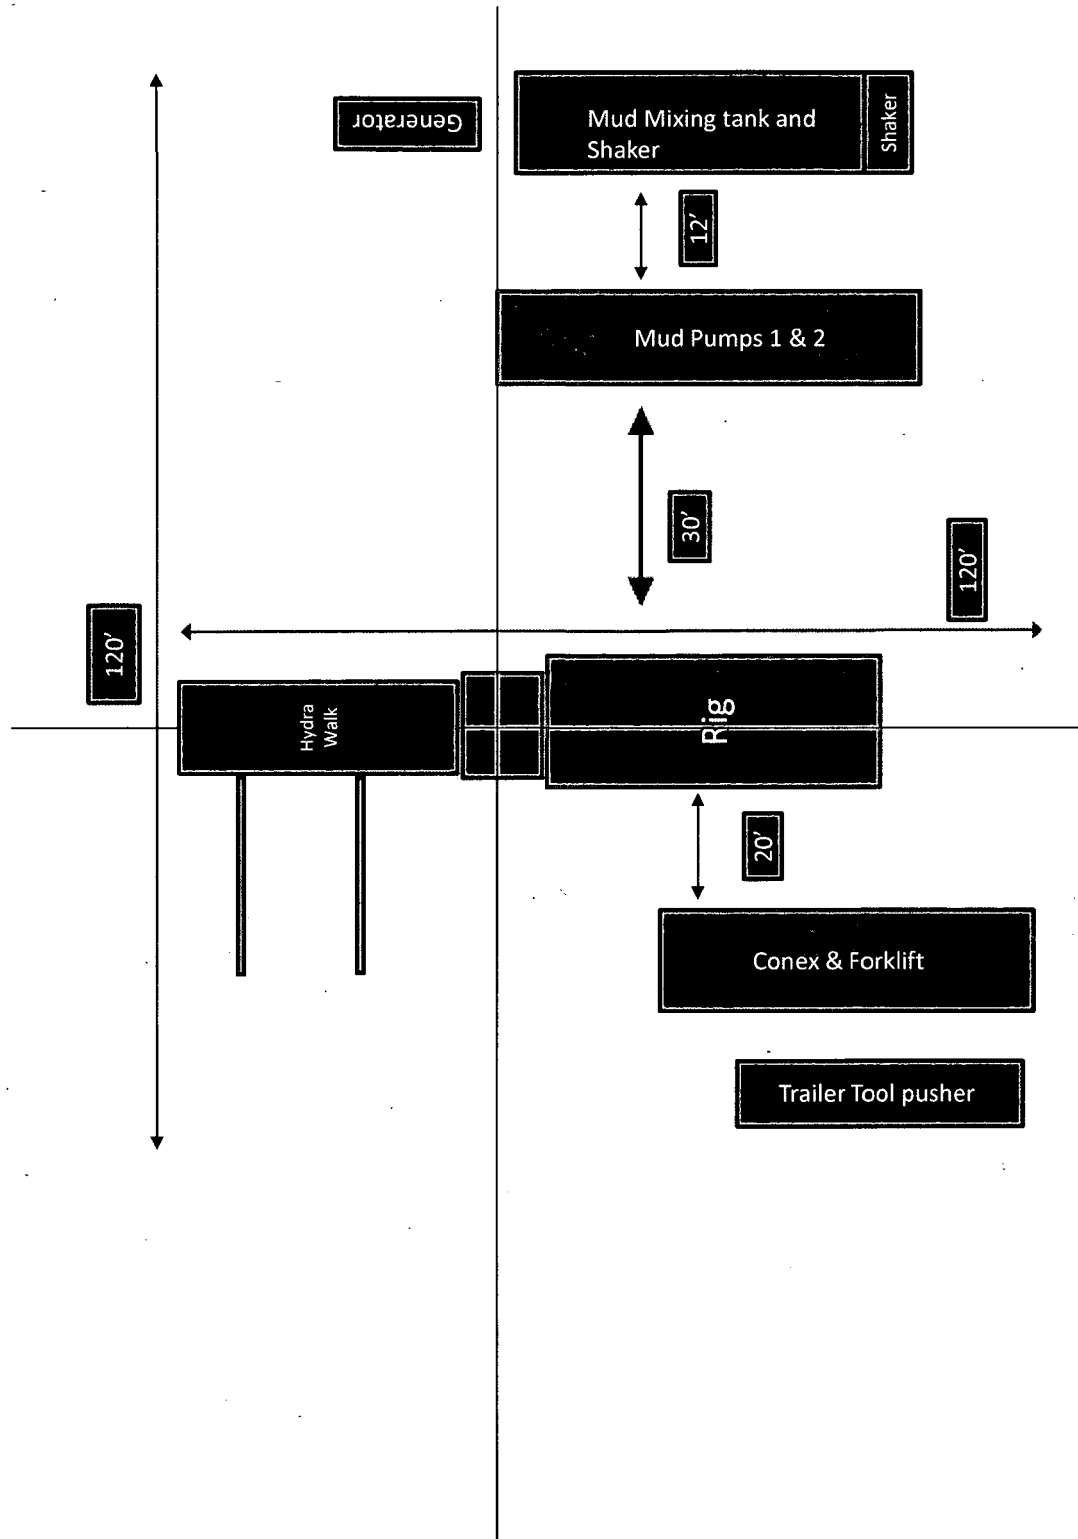 Generator
Mud Mixing tank and
Shaker
Shaker
12'
Mud Pumps 1 & 2
30'
120'
120'
Hydra
Walk
Rig
20'
Conex & Forklift
Trailer Tool pusher